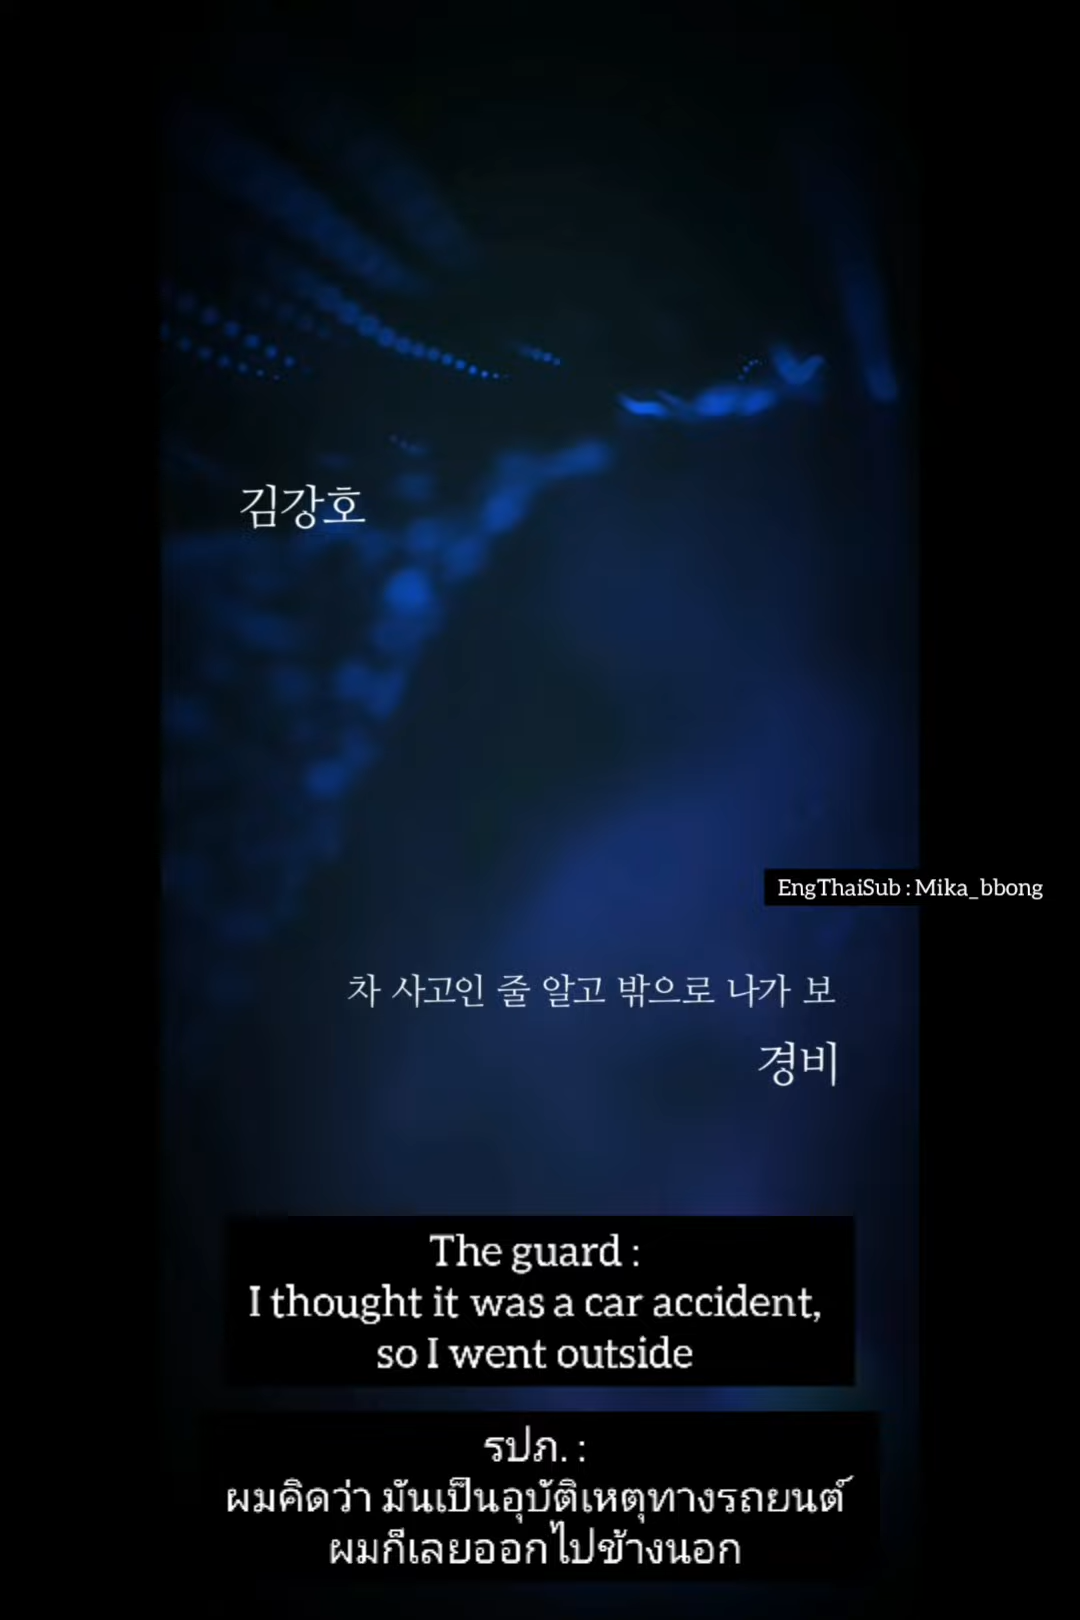 김강호
EngThaiSub : Mika_bbong
차 사고인 줄 알고 밖으로 나가 보
경비
The guard :
I thought it was a car accident,
so I went outside
รปภ. :
ผมคิดว่า มันเป็นอุบัติเหตุทางรถยนต์
ผมก็เลยออกไปข้างนอก